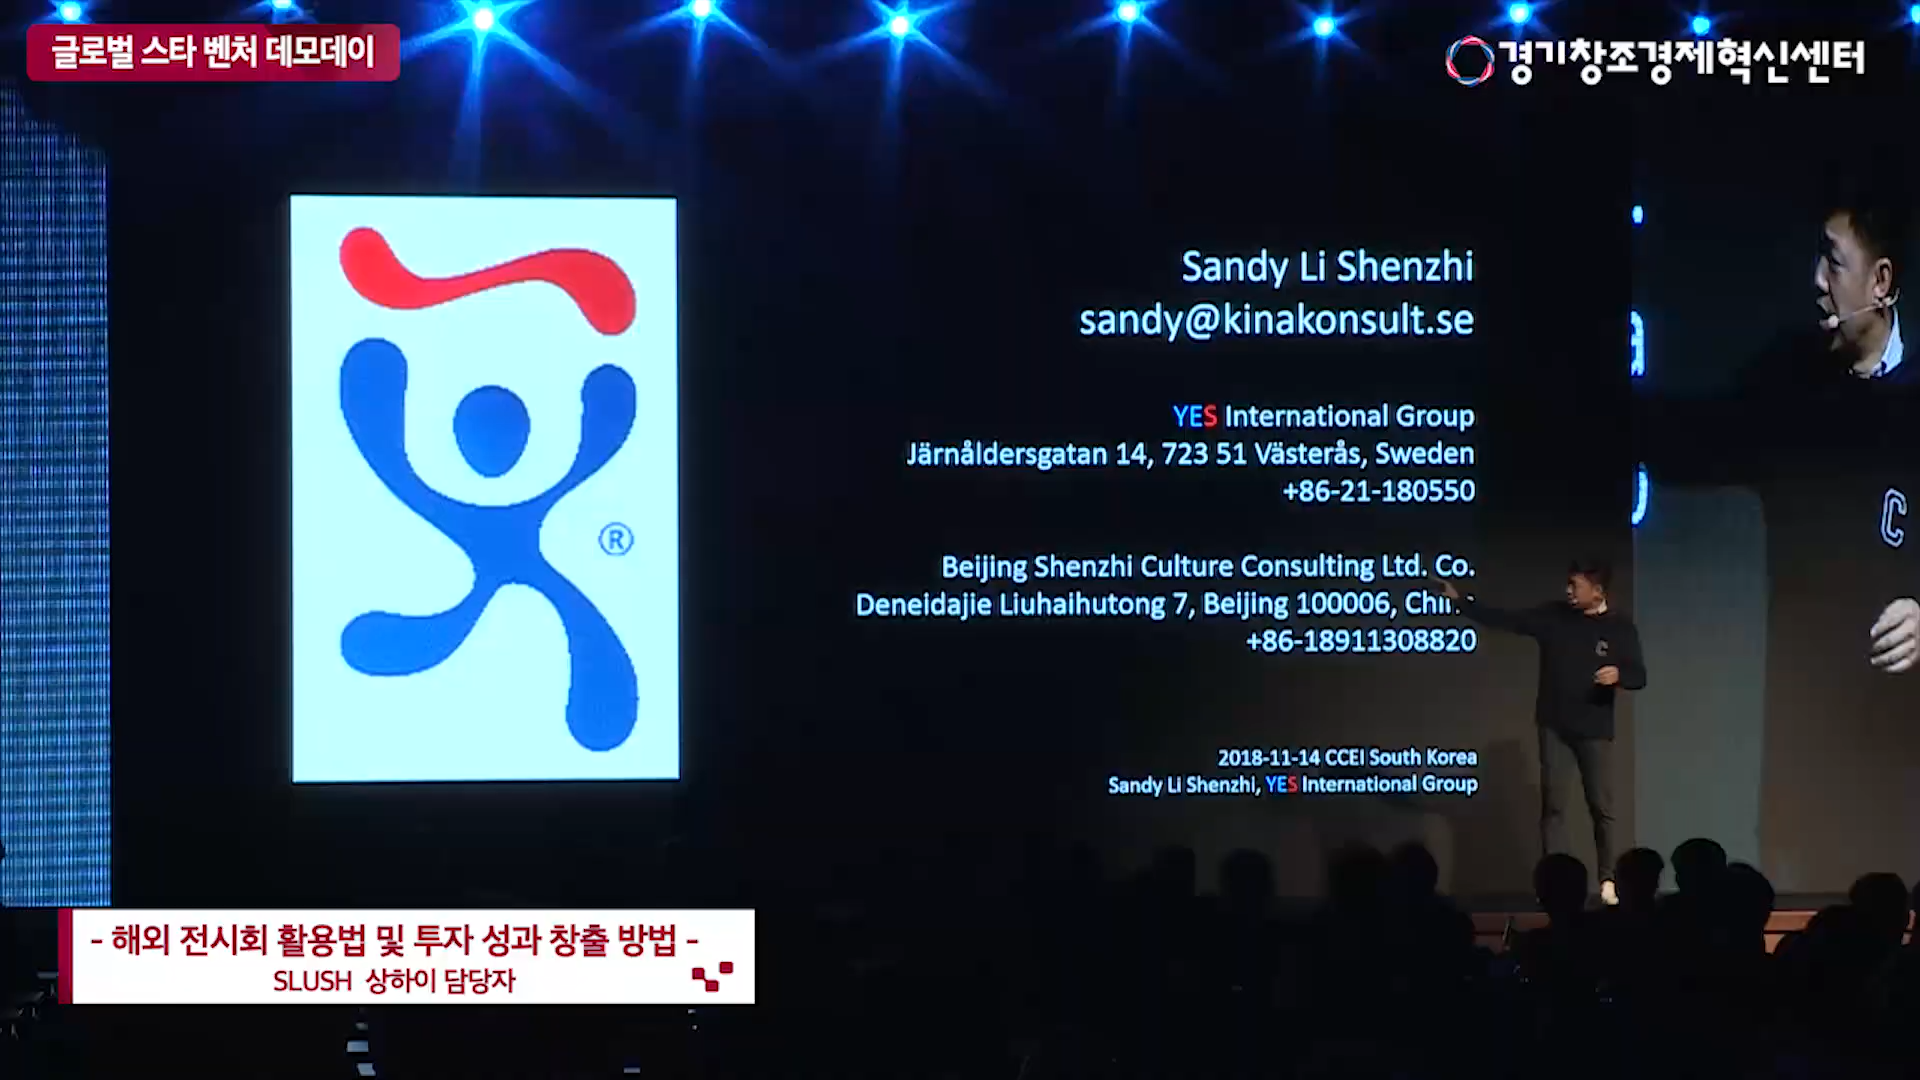 글로벌 스타 벤처 데모데이
경기창조경제혁신센터
Sandy Li Shenzhi
sandy@kinakonsult.se
YES International Group
Järnåldersgatan 14, 723 51 Västerås, Sweden
+86-21-180550
®
Beijing Shenzhi Culture Consulting Ltd. Co.
Deneidajie Liuhaihutong 7, Beijing 100006,
+86-18911308820
2018-11-14 CCEI South Korea
Sandy Li Shenzhi, YES International Group
C
C
- 해외 전시회 활용법 및 투자 성과 창출 방법 -
SLUSH 상하이 담당자